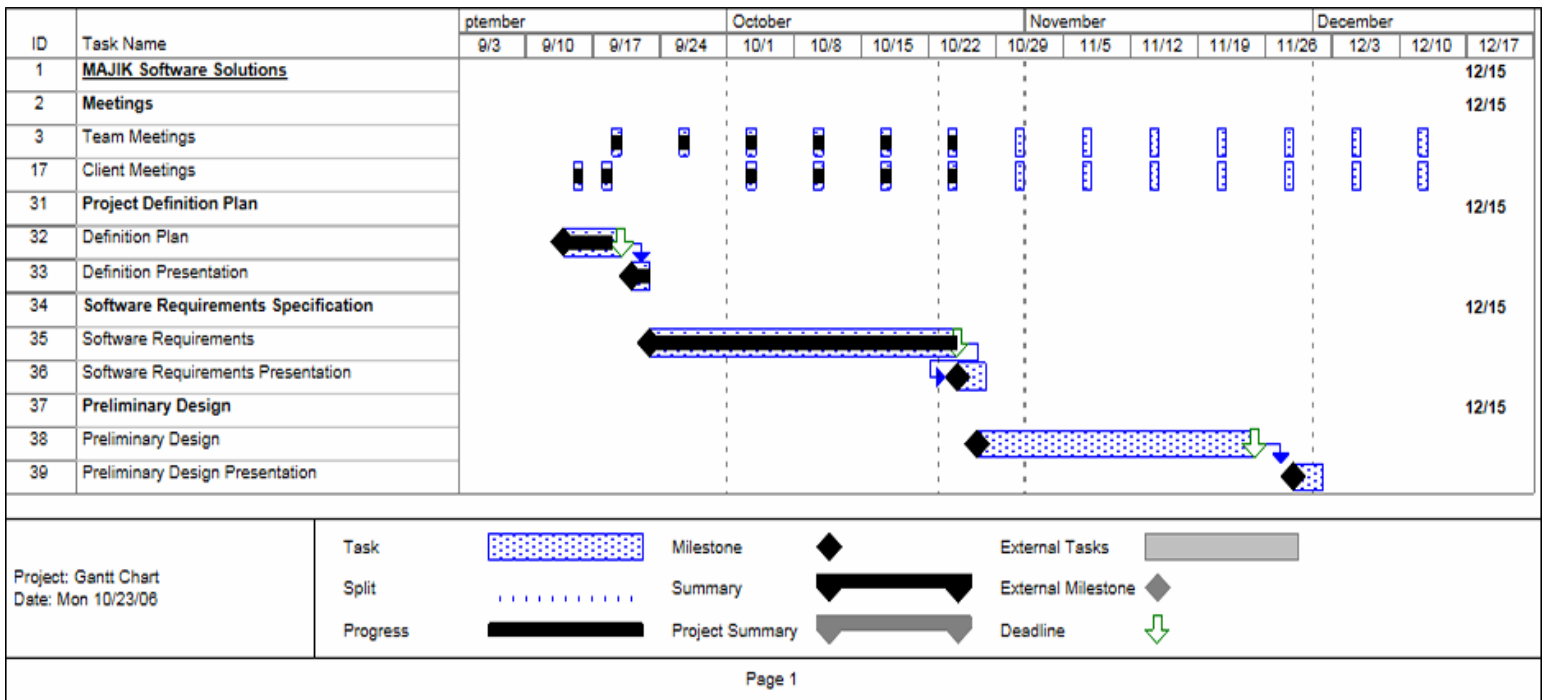 ptember October November December
ID Task Name 9/3 9/10 9/17 9/24 10/1 10/8 10/15 10/22 10/29 11/5 11/12 11/19 11/26 12/3 12/10 12/17
1 MAJIK Software Solutions 12/15
2 Meetings 12/15
3 Team Meetings
17 Client Meetings
31 Project Definition Plan 12/15
32 Definition Plan
33 Definition Presentation
34 Software Requirements Specification 12/15
35 Software Requirements
36 Software Requirements Presentation
37 Preliminary Design 12/15
38 Preliminary Design
39 Preliminary Design Presentation
Project: Gantt Chart
Date: Mon 10/23/06
Task Milestone External Tasks
Split Summary External Milestone
Progress Project Summary Deadline
Page 1